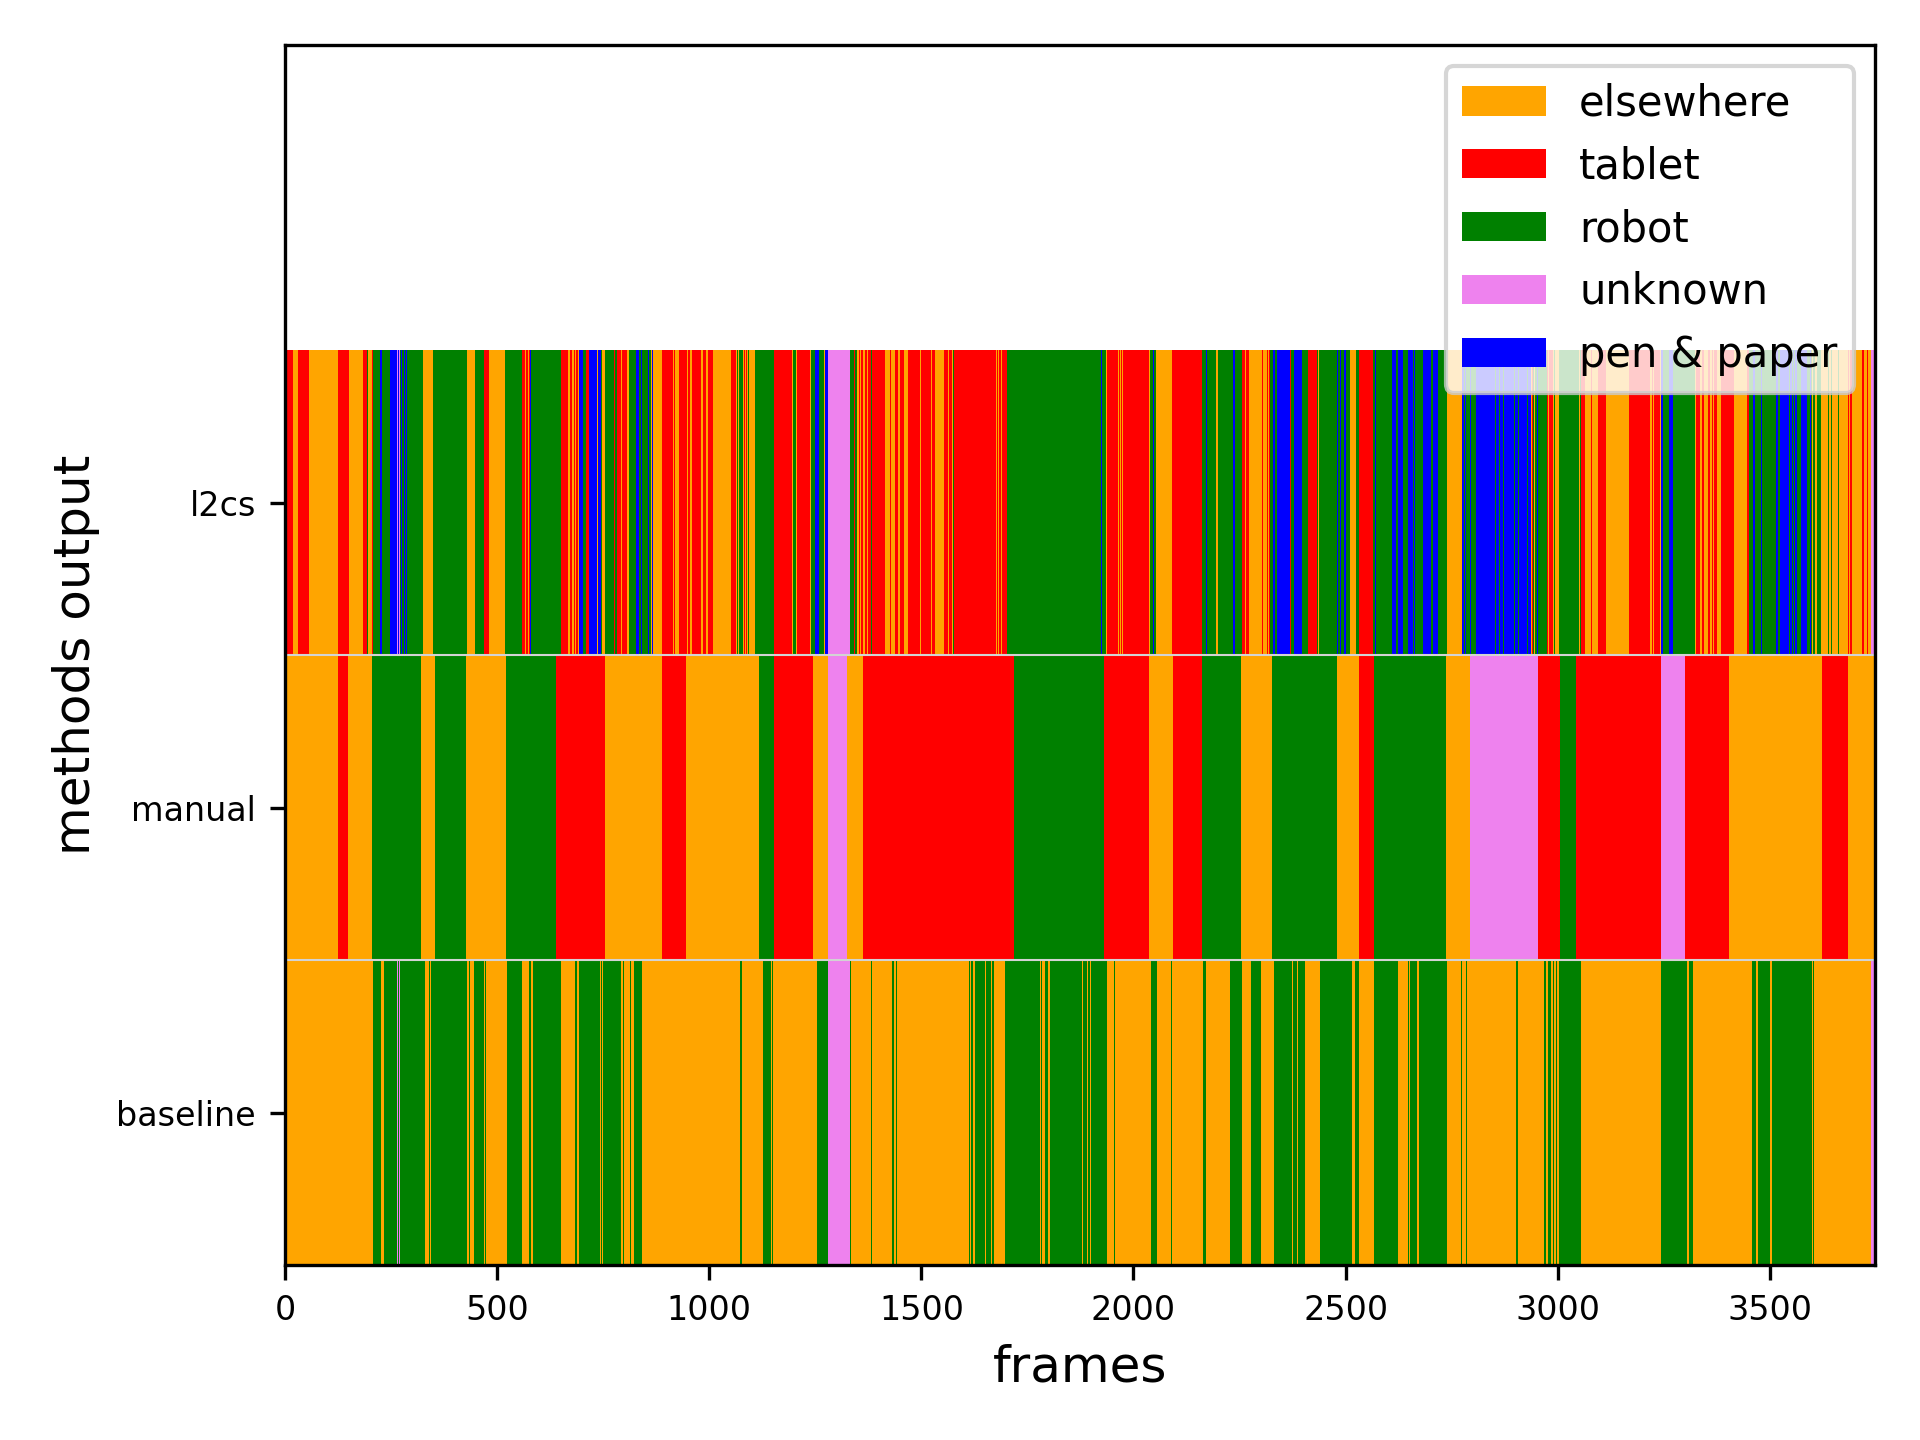 elsewhere
tablet
robot
unknown
pen & paper
methods output
l2cs
manual
baseline
0 500 1000 1500 2000 2500 3000 3500
frames